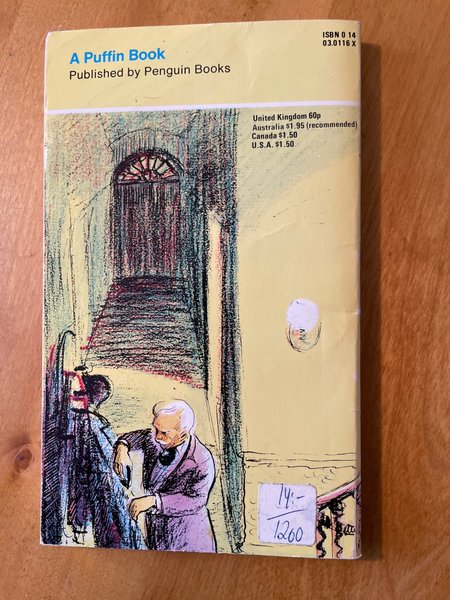 A Puffin Book
Published by Penguin Books
ISBN 0 14
03.0116 X
United Kingdom 60p
Australia $1.95 (recommended)
Canada $1.50
U.S.A. $1.50
14:-
1200